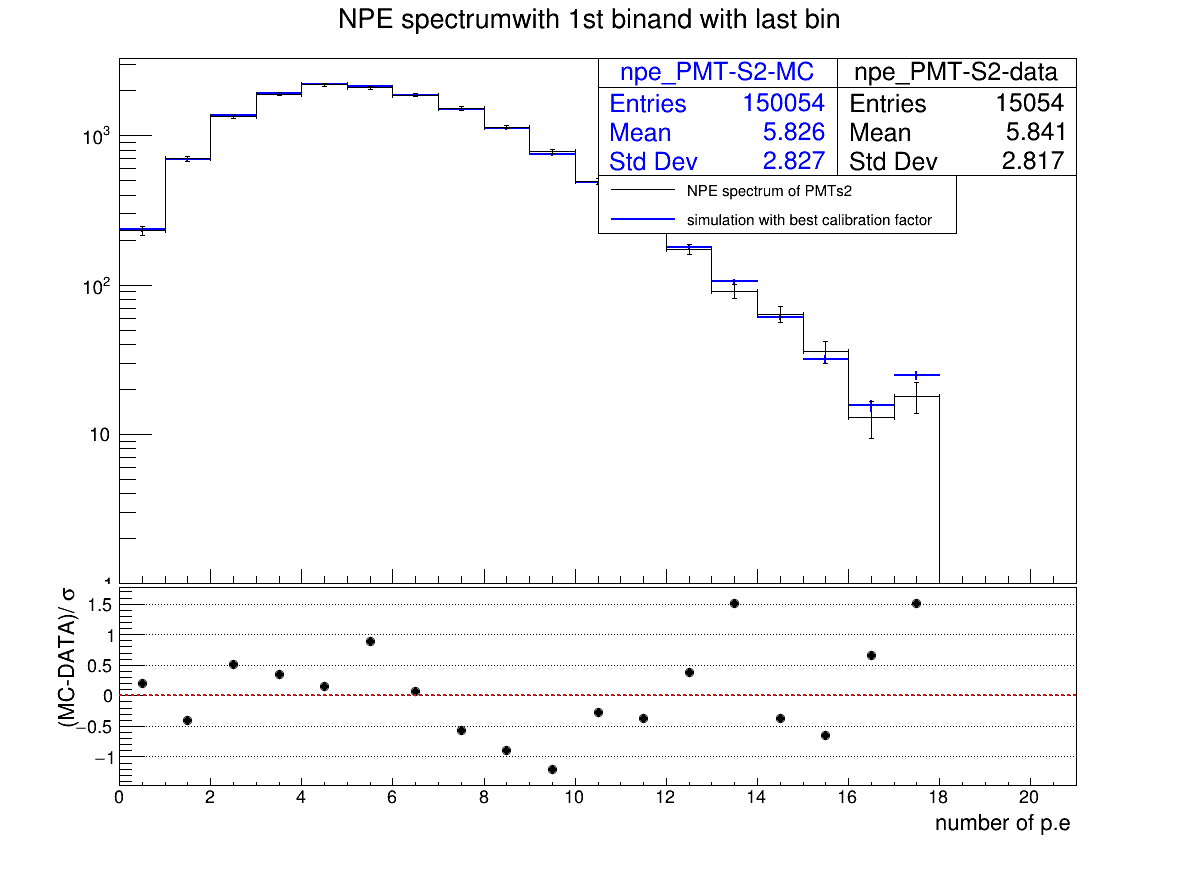 NPE spectrumwith 1st binand with last bin
npe_PMT-S2-MC
Entries 150054
Mean 5.826
Std Dev 2.827
npe_PMT-S2-data
Entries 15054
Mean 5.841
Std Dev 2.817
NPE spectrum of PMTs2
simulation with best calibration factor
10³
10²
10
1
(MC-DATA)/ σ
1.5
1
0.5
0
−0.5
−1
0 2 4 6 8 10 12 14 16 18 20
number of p.e